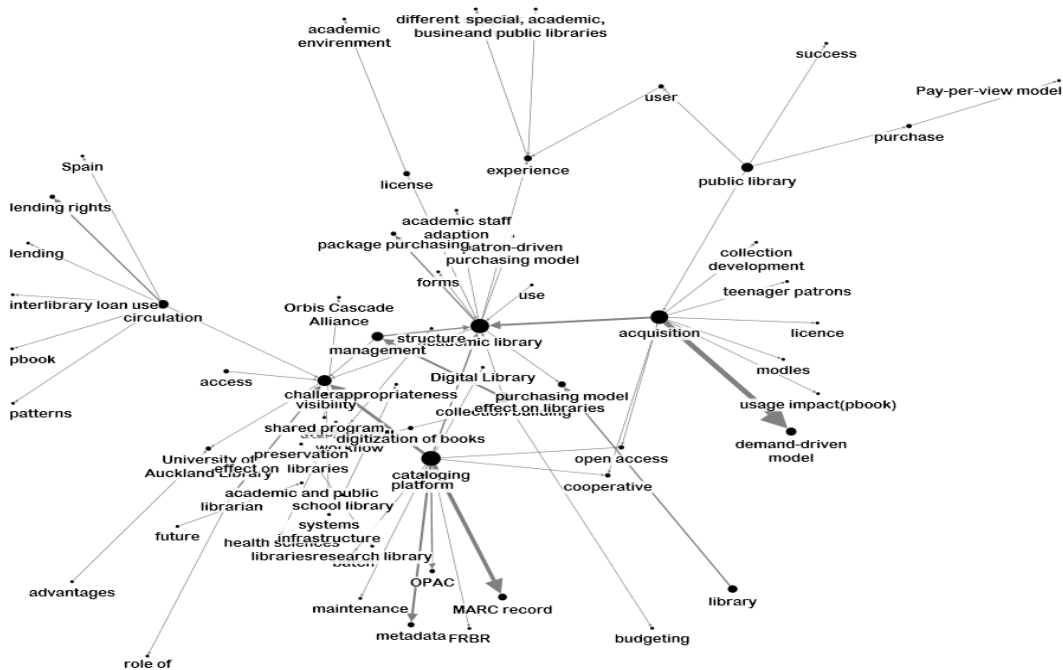 academic
envirenment
different special, academic,
busineand public libraries
success
Pay-per-view model
user
purchase
Spain
experience
public library
license
lending rights
academic staff
adaption
package purchasing
patron-driven
purchasing model
collection
development
lending
forms
use
teenager patrons
interlibrary loan use
circulation
Orbis Cascade
Alliance
structure
management
academic library
acquisition
licence
pbook
access
Digital Library
modles
challerappropriateness
visibility
purchasing model
effect on libraries
collection building
usage impact(pbook)
patterns
shared program
digitization of books
workflow
demand-driven
model
University of
Auckland Library
preservation
effect on libraries
open access
cataloging
platform
cooperative
academic and public
librarian
school library
future
systems
infrastructure
health sciences
librariesresearch library
batch
OPAC
advantages
maintenance
MARC record
library
metadata
FRBR
budgeting
role of